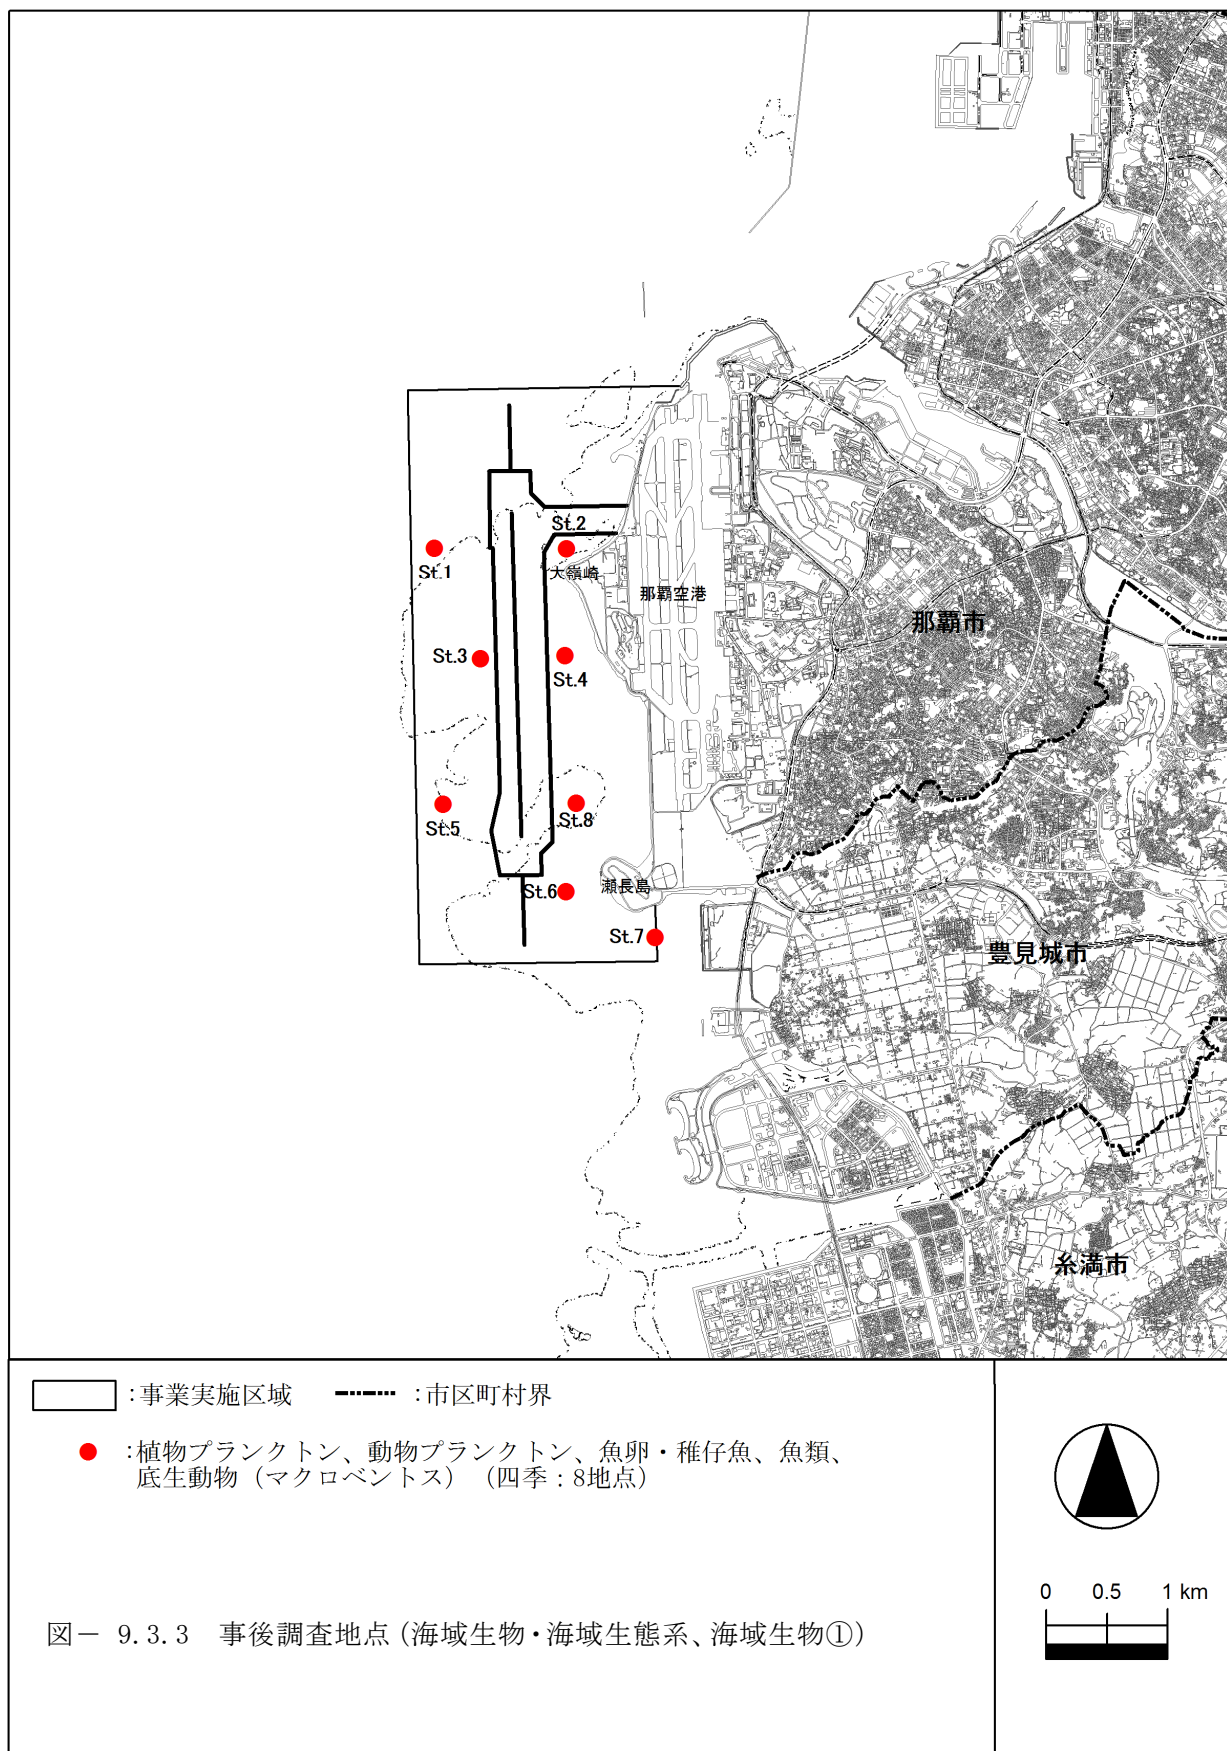 St.2
St.1
大嶺崎
那覇空港
那覇市
St.3
St.4
St.5
St.8
St.6
瀬長島
St.7
豊見城市
糸満市
:事業実施区域
:市区町村界
:植物プランクトン、動物プランクトン、魚卵・稚仔魚、魚類、
底生動物（マクロベントス）（四季：8地点）
0 0.5 1 km
図－ 9.3.3 事後調査地点（海域生物・海域生態系、海域生物①）